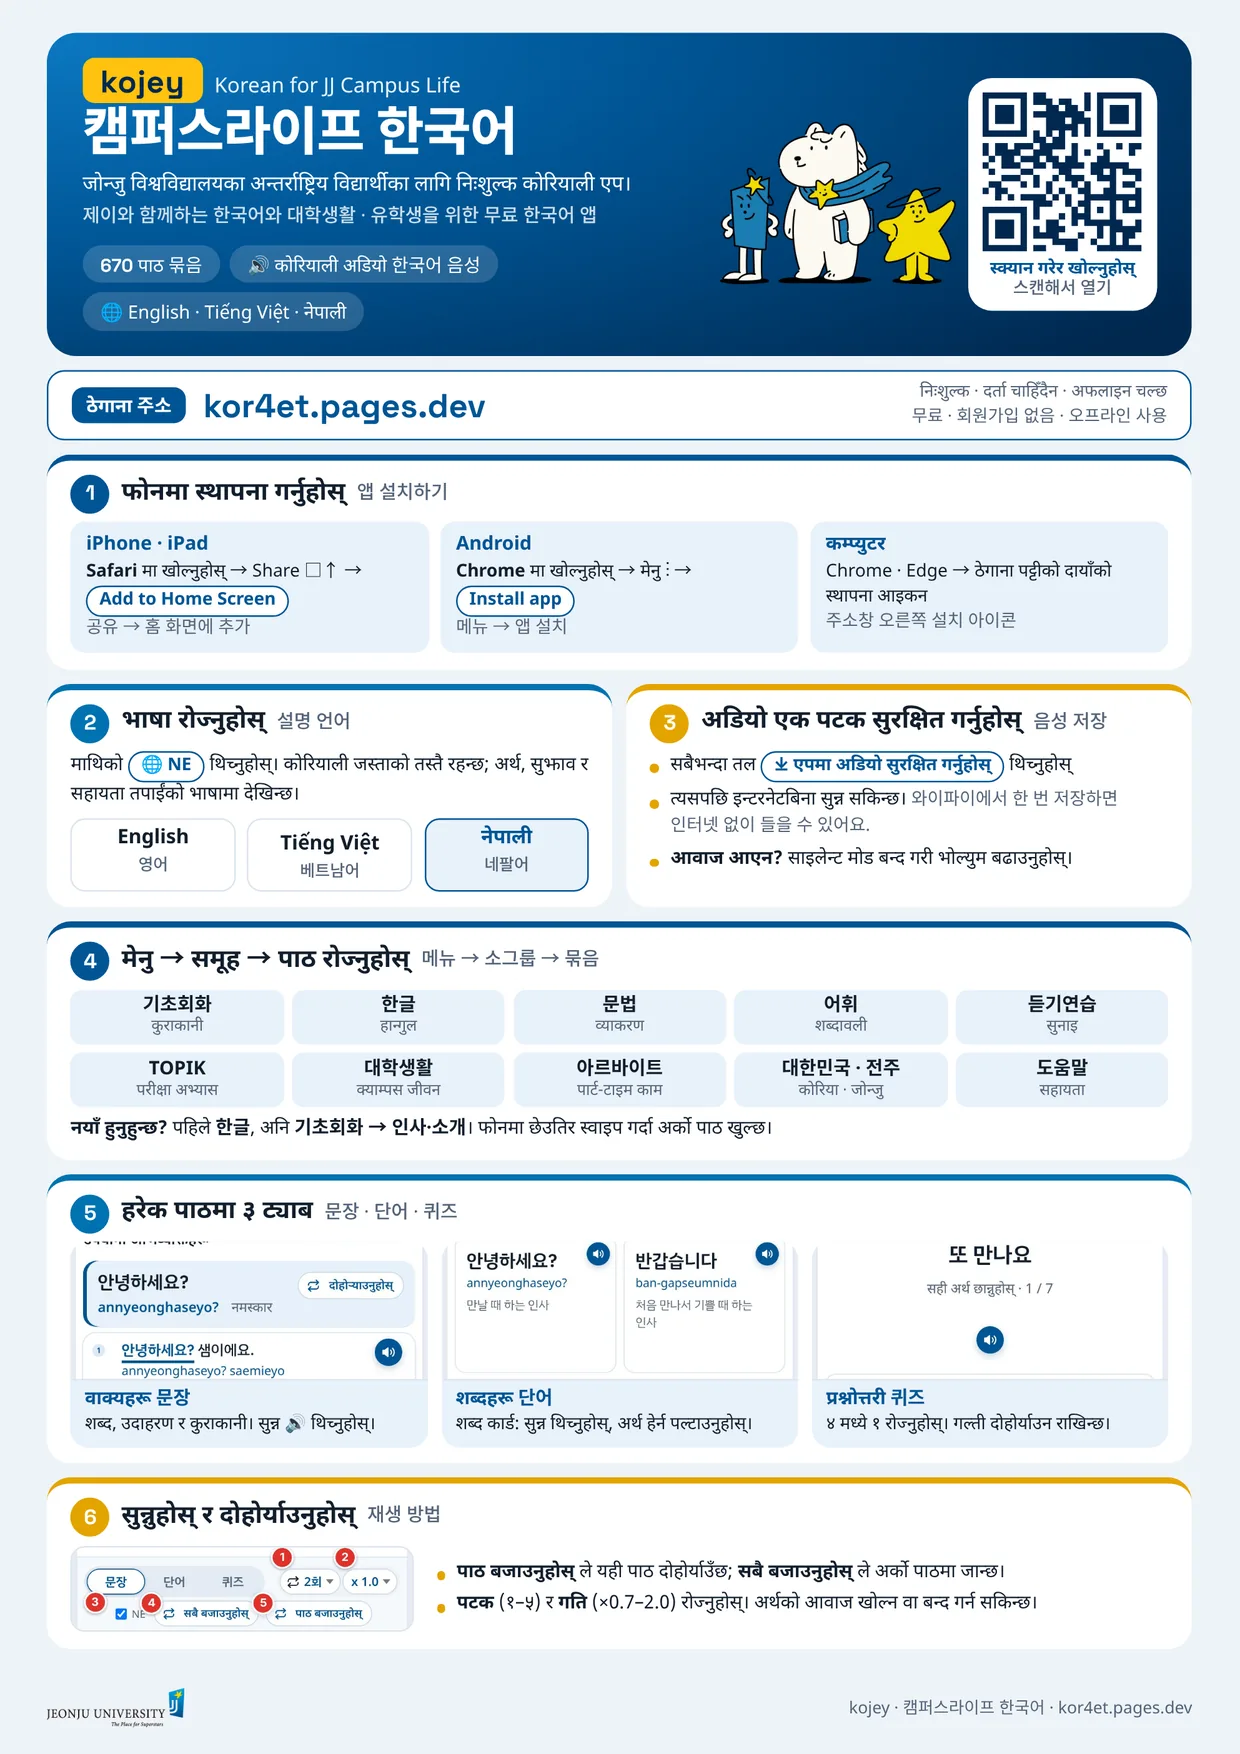 kojey Korean for JJ Campus Life
캠퍼스라이프 한국어
जोन्जु विश्वविद्यालयका अन्तर्राष्ट्रिय विद्यार्थीका लागि निःशुल्क कोरियाली एप।
제이와 함께하는 한국어와 대학생활 · 유학생을 위한 무료 한국어 앱
670 पाठ 묶음
🔊 कोरियाली अडियो 한국어 음성
🌐 English · Tiếng Việt · नेपाली
स्क्यान गरेर खोल्नुहोस्
스캔해서 열기
ठेगाना 주소 kor4et.pages.dev
निःशुल्क · दर्ता चाहिँदैन · अफलाइन चल्छ
무료 · 회원가입 없음 · 오프라인 사용
1 फोनमा स्थापना गर्नुहोस् 앱 설치하기
iPhone · iPad
Safari मा खोल्नुहोस् → Share □↑ →
Add to Home Screen
공유 → 홈 화면에 추가
Android
Chrome मा खोल्नुहोस् → मेनु ⋮ →
Install app
메뉴 → 앱 설치
कम्प्युटर
Chrome · Edge → ठेगाना पट्टीको दायाँको
स्थापना आइकन
주소창 오른쪽 설치 아이콘
2 भाषा रोज्नुहोस् 설명 언어
माथिको 🌐 NE थिच्नुहोस्। कोरियाली जस्ताको तस्तै रहन्छ; अर्थ, सुझाव र
सहायता तपाईंको भाषामा देखिन्छ।
English
영어
Tiếng Việt
베트남어
नेपाली
네팔어
3 अडियो एक पटक सुरक्षित गर्नुहोस् 음성 저장
सबैभन्दा तल ⤓ एपमा अडियो सुरक्षित गर्नुहोस् थिच्नुहोस्
त्यसपछि इन्टरनेटबिना सुन्न सकिन्छ। 와이파이에서 한 번 저장하면
인터넷 없이 들을 수 있어요.
आवाज आएन? साइलेन्ट मोड बन्द गरी भोल्युम बढाउनुहोस्।
4 मेनु → समूह → पाठ रोज्नुहोस् 메뉴 → 소그룹 → 묶음
기초회화
कुराकानी
한글
हान्गुल
문법
व्याकरण
어휘
शब्दावली
듣기연습
सुनाइ
TOPIK
परीक्षा अभ्यास
대학생활
क्याम्पस जीवन
아르바이트
पार्ट-टाइम काम
대한민국 · 전주
कोरिया · जोन्जु
도움말
सहायता
नयाँ हुनुहुन्छ? पहिले 한글, अनि 기초회화 → 인사·소개। फोनमा छेउतिर स्वाइप गर्दा अर्को पाठ खुल्छ।
5 हरेक पाठमा ३ ट्याब 문장 · 단어 · 퀴즈
안녕하세요?
दोहोऱ्याउनुहोस्
annyeonghaseyo? नमस्कार
1 안녕하세요? 샘이에요.
annyeonghaseyo? saemieyo
वाक्यहरू 문장
शब्द, उदाहरण र कुराकानी। सुन्न 🔊 थिच्नुहोस्।
안녕하세요?
annyeonghaseyo?
만날 때 하는 인사
반갑습니다
ban-gapseumnida
처음 만나서 기쁠 때 하는
인사
शब्दहरू 단어
शब्द कार्ड: सुन्न थिच्नुहोस्, अर्थ हेर्न पल्टाउनुहोस्।
또 만나요
सही अर्थ छान्नुहोस् · 1 / 7
प्रश्नोत्तरी 퀴즈
४ मध्ये १ रोज्नुहोस्। गल्ती दोहोर्याउन राखिन्छ।
6 सुन्नुहोस् र दोहोर्याउनुहोस् 재생 방법
1 2
문장 단어 퀴즈 2회 x 1.0
3 4 5
NE सबै बजाउनुहोस् पाठ बजाउनुहोस्
पाठ बजाउनुहोस् ले यही पाठ दोहोर्याउँछ; सबै बजाउनुहोस् ले अर्को पाठमा जान्छ।
पटक (१–५) र गति (×0.7–2.0) रोज्नुहोस्। अर्थको आवाज खोल्न वा बन्द गर्न सकिन्छ।
JEONJU UNIVERSITY
The Place for Superstars
kojey · 캠퍼스라이프 한국어 · kor4et.pages.dev